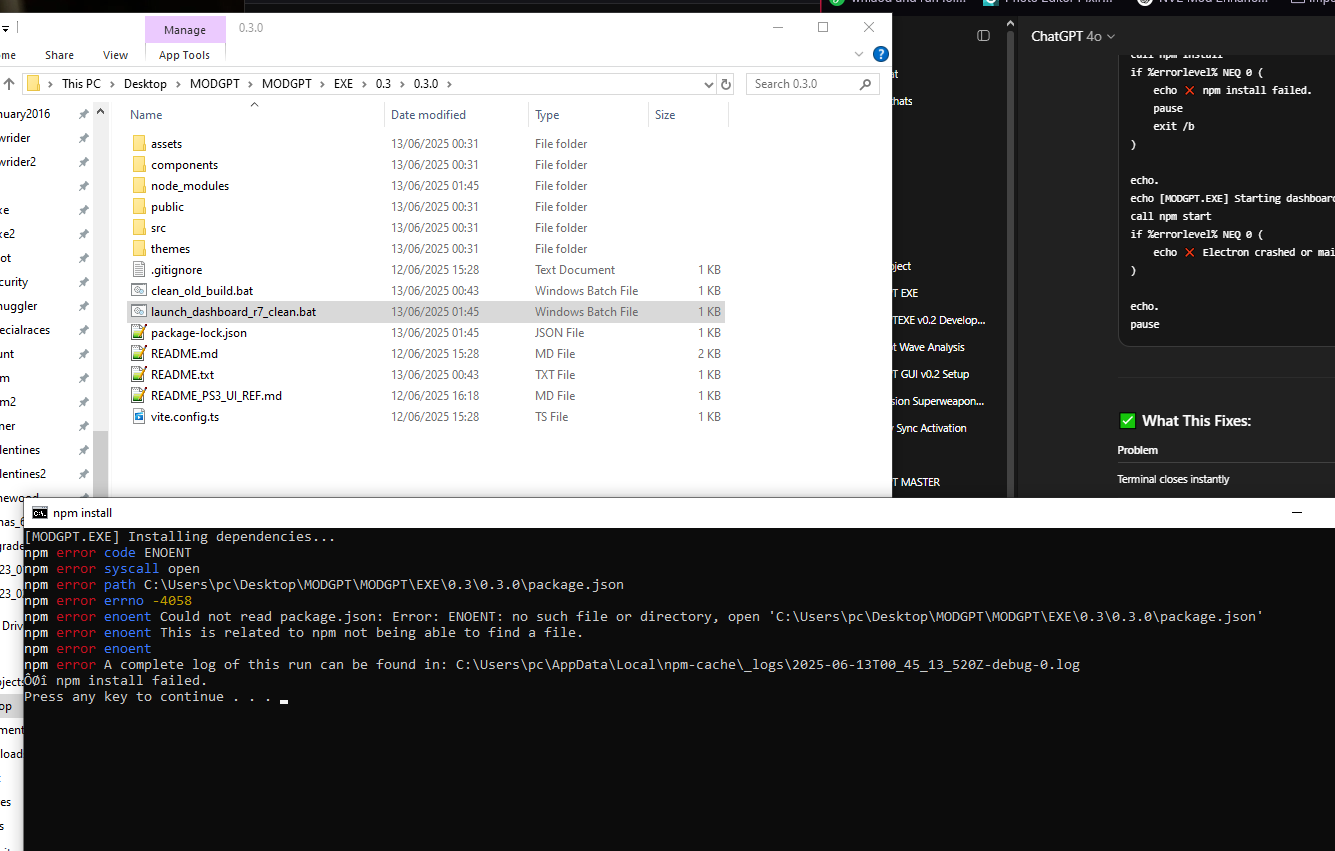 Manage
0.3.0
Share
View
App Tools
This PC > Desktop > MODGPT > MODGPT > EXE > 0.3 > 0.3.0 >
Search 0.3.0
Name
Date modified
Type
Size
assets 13/06/2025 00:31 File folder
components 13/06/2025 00:31 File folder
node_modules 13/06/2025 01:45 File folder
public 13/06/2025 00:31 File folder
src 13/06/2025 00:31 File folder
themes 13/06/2025 00:31 File folder
.gitignore 12/06/2025 15:28 Text Document 1 KB
clean_old_build.bat 13/06/2025 00:43 Windows Batch File 1 KB
launch_dashboard_r7_clean.bat 13/06/2025 01:45 Windows Batch File 1 KB
package-lock.json 13/06/2025 01:45 JSON File 1 KB
README.md 12/06/2025 15:28 MD File 2 KB
README.txt 13/06/2025 00:43 TXT File 1 KB
README_PS3_UI_REF.md 12/06/2025 16:18 MD File 1 KB
vite.config.ts 12/06/2025 15:28 TS File 1 KB
nuary2016
wrider
wrider2
xe
xe2
ot
curity
nuggler
ecialraces
unt
m
m2
ner
lentines
lentines2
newood
Driv
ojects
op
ment
load
es
at
hats
ject
T EXE
TEXE v0.2 Develop...
t Wave Analysis
T GUI v0.2 Setup
sion Superweapon...
Sync Activation
T MASTER
ChatGPT 4o
call npm install
if %errorlevel% NEQ 0 (
echo ❌ npm install failed.
pause
exit /b
)
echo.
echo [MODGPT.EXE] Starting dashboard
call npm start
if %errorlevel% NEQ 0 (
echo ❌ Electron crashed or mai
)
echo.
pause
✅ What This Fixes:
Problem
Terminal closes instantly
npm install
[MODGPT.EXE] Installing dependencies...
npm error code ENOENT
npm error syscall open
npm error path C:\Users\pc\Desktop\MODGPT\MODGPT\EXE\0.3\0.3.0\package.json
npm error errno -4058
npm error enoent Could not read package.json: Error: ENOENT: no such file or directory, open 'C:\Users\pc\Desktop\MODGPT\MODGPT\EXE\0.3\0.3.0\package.json'
npm error enoent This is related to npm not being able to find a file.
npm error enoent
npm error A complete log of this run can be found in: C:\Users\pc\AppData\Local\npm-cache\_logs\2025-06-13T00_45_13_520Z-debug-0.log
ÔØî npm install failed.
Press any key to continue . . .